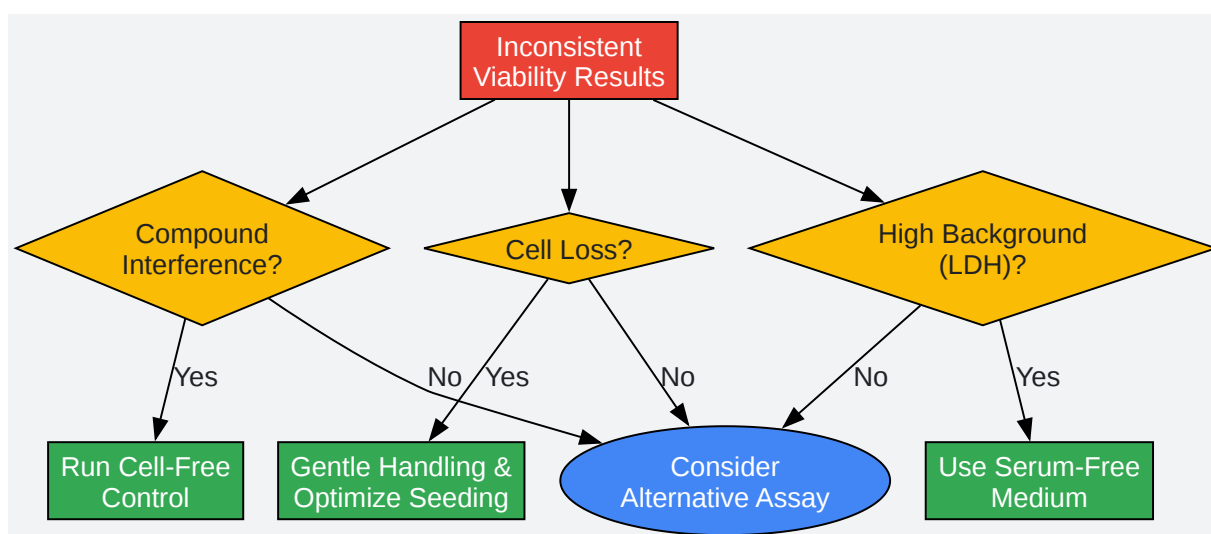 Inconsistent
Viability Results
Compound
Interference?
Cell Loss?
High Background
(LDH)?
Yes
No
Yes
No
No
Yes
Run Cell-Free
Control
Gentle Handling &
Optimize Seeding
Consider
Alternative Assay
Use Serum-Free
Medium